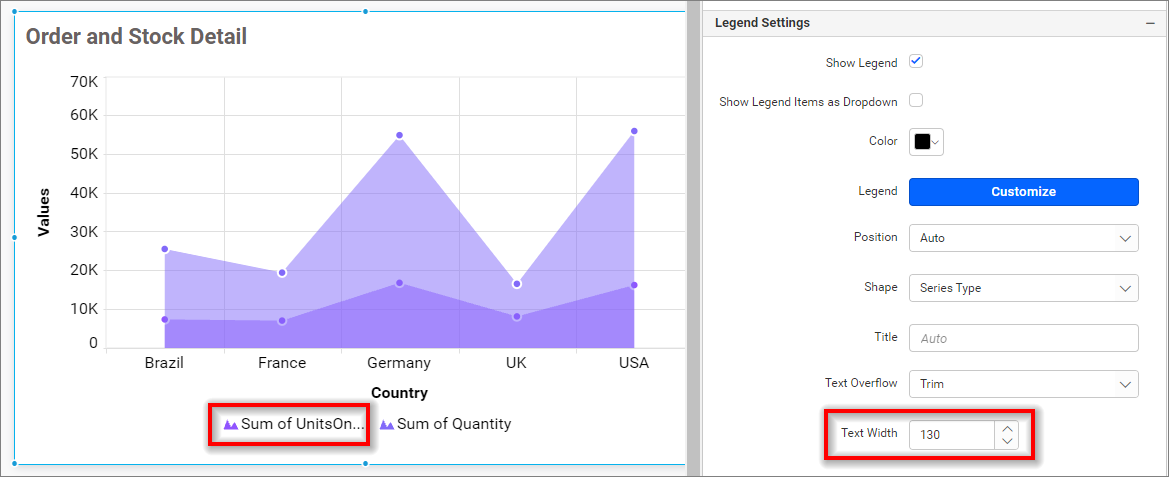 Order and Stock Detail
70K
60K
50K
40K
30K
20K
10K
0
Values
Brazil France Germany UK USA
Country
Sum of UnitsOn... Sum of Quantity
Legend Settings
Show Legend
Show Legend Items as Dropdown
Color
Legend Customize
Position Auto
Shape Series Type
Title Auto
Text Overflow Trim
Text Width 130